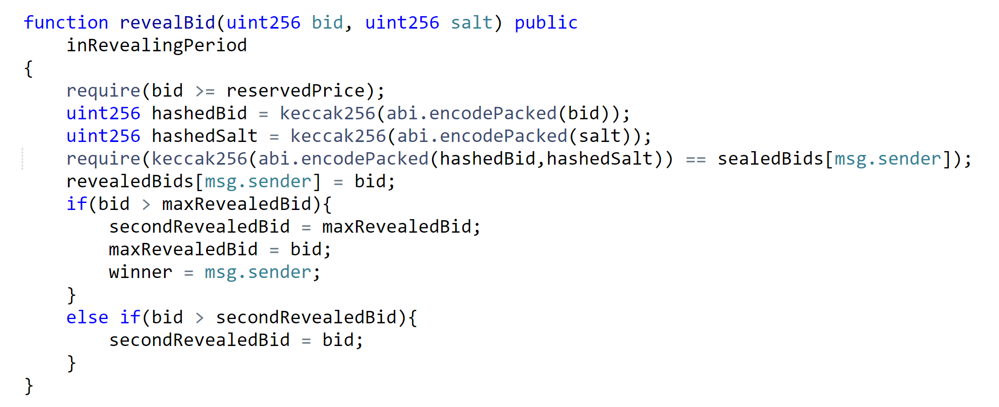 function revealBid(uint256 bid, uint256 salt) public
    inRevealingPeriod
{
    require(bid >= reservedPrice);
    uint256 hashedBid = keccak256(abi.encodePacked(bid));
    uint256 hashedSalt = keccak256(abi.encodePacked(salt));
    require(keccak256(abi.encodePacked(hashedBid,hashedSalt)) == sealedBids[msg.sender]);
    revealedBids[msg.sender] = bid;
    if(bid > maxRevealedBid){
        secondRevealedBid = maxRevealedBid;
        maxRevealedBid = bid;
        winner = msg.sender;
    }
    else if(bid > secondRevealedBid){
        secondRevealedBid = bid;
    }
}